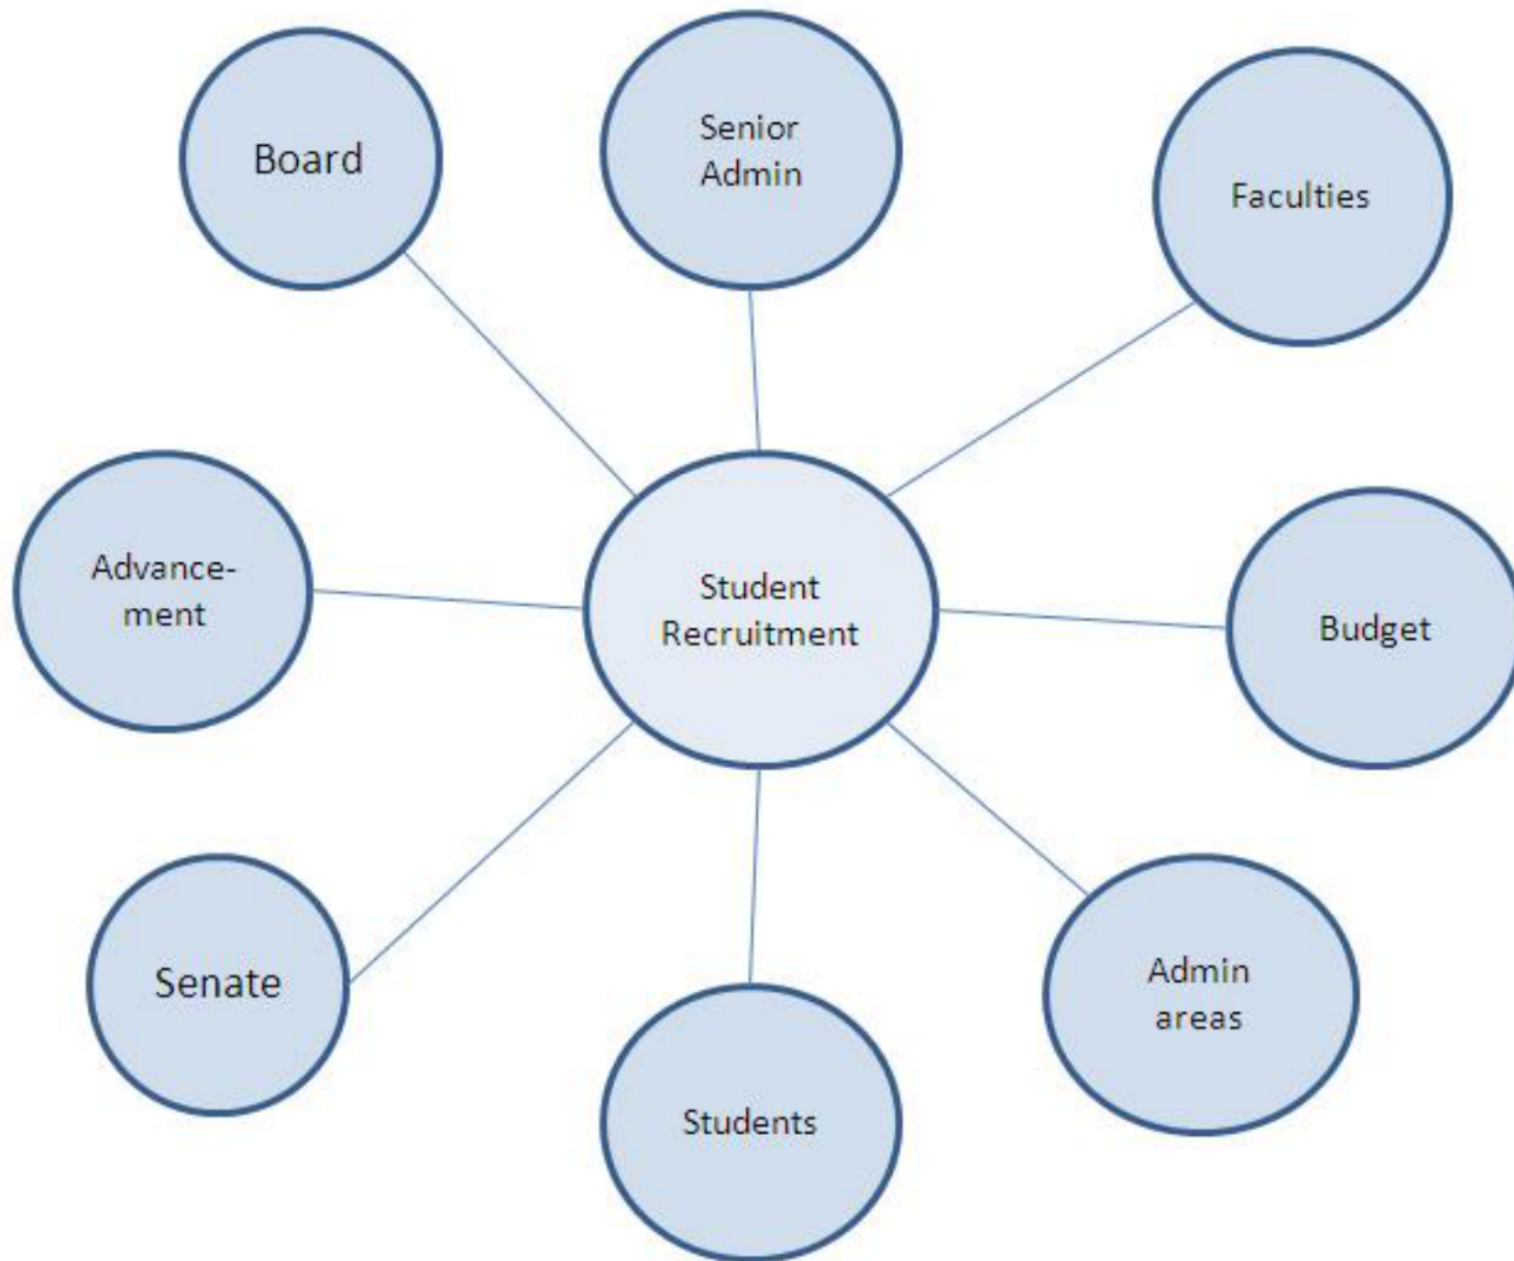 Board
Senior
Admin
Faculties
Advance-
ment
Student
Recruitment
Budget
Senate
Admin
areas
Students